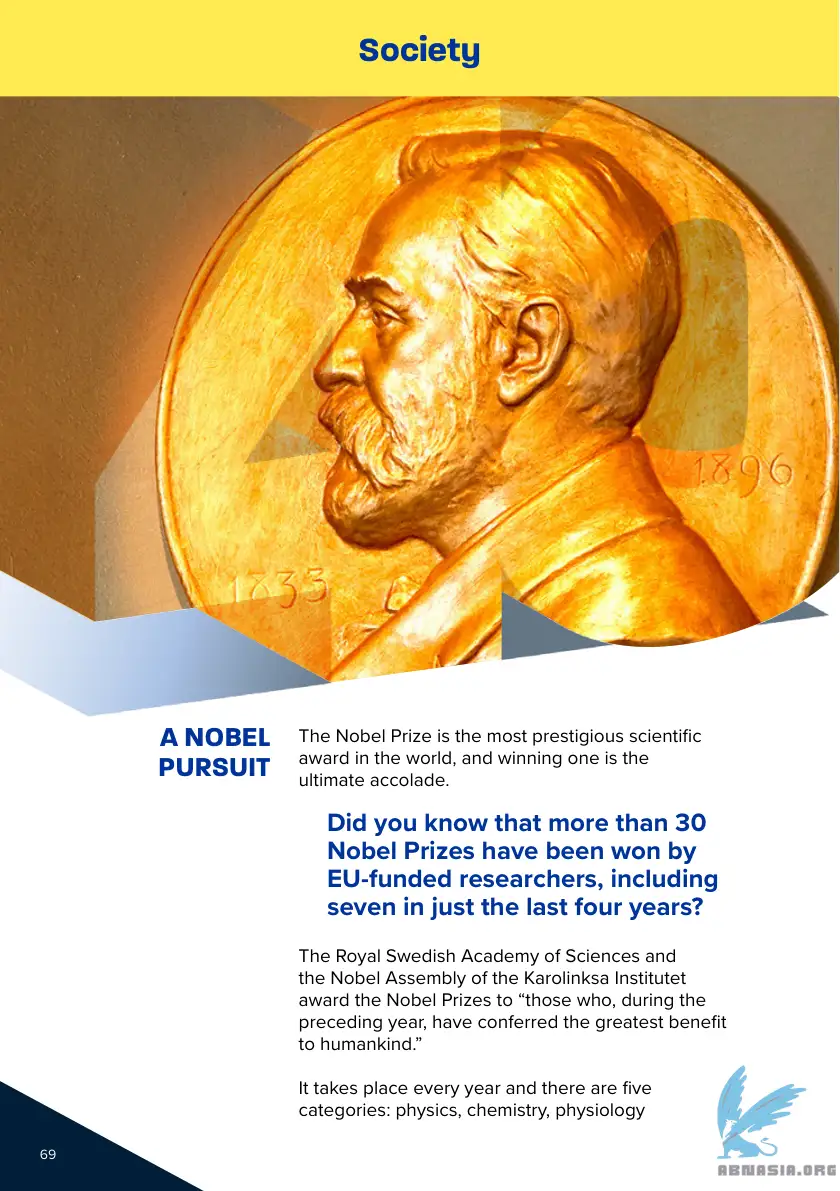 Society
1896
1833
A NOBEL
PURSUIT
The Nobel Prize is the most prestigious scientific
award in the world, and winning one is the
ultimate accolade.
Did you know that more than 30
Nobel Prizes have been won by
EU-funded researchers, including
seven in just the last four years?
The Royal Swedish Academy of Sciences and
the Nobel Assembly of the Karolinksa Institutet
award the Nobel Prizes to “those who, during the
preceding year, have conferred the greatest benefit
to humankind.”
It takes place every year and there are five
categories: physics, chemistry, physiology
69
ABNASIA.ORG